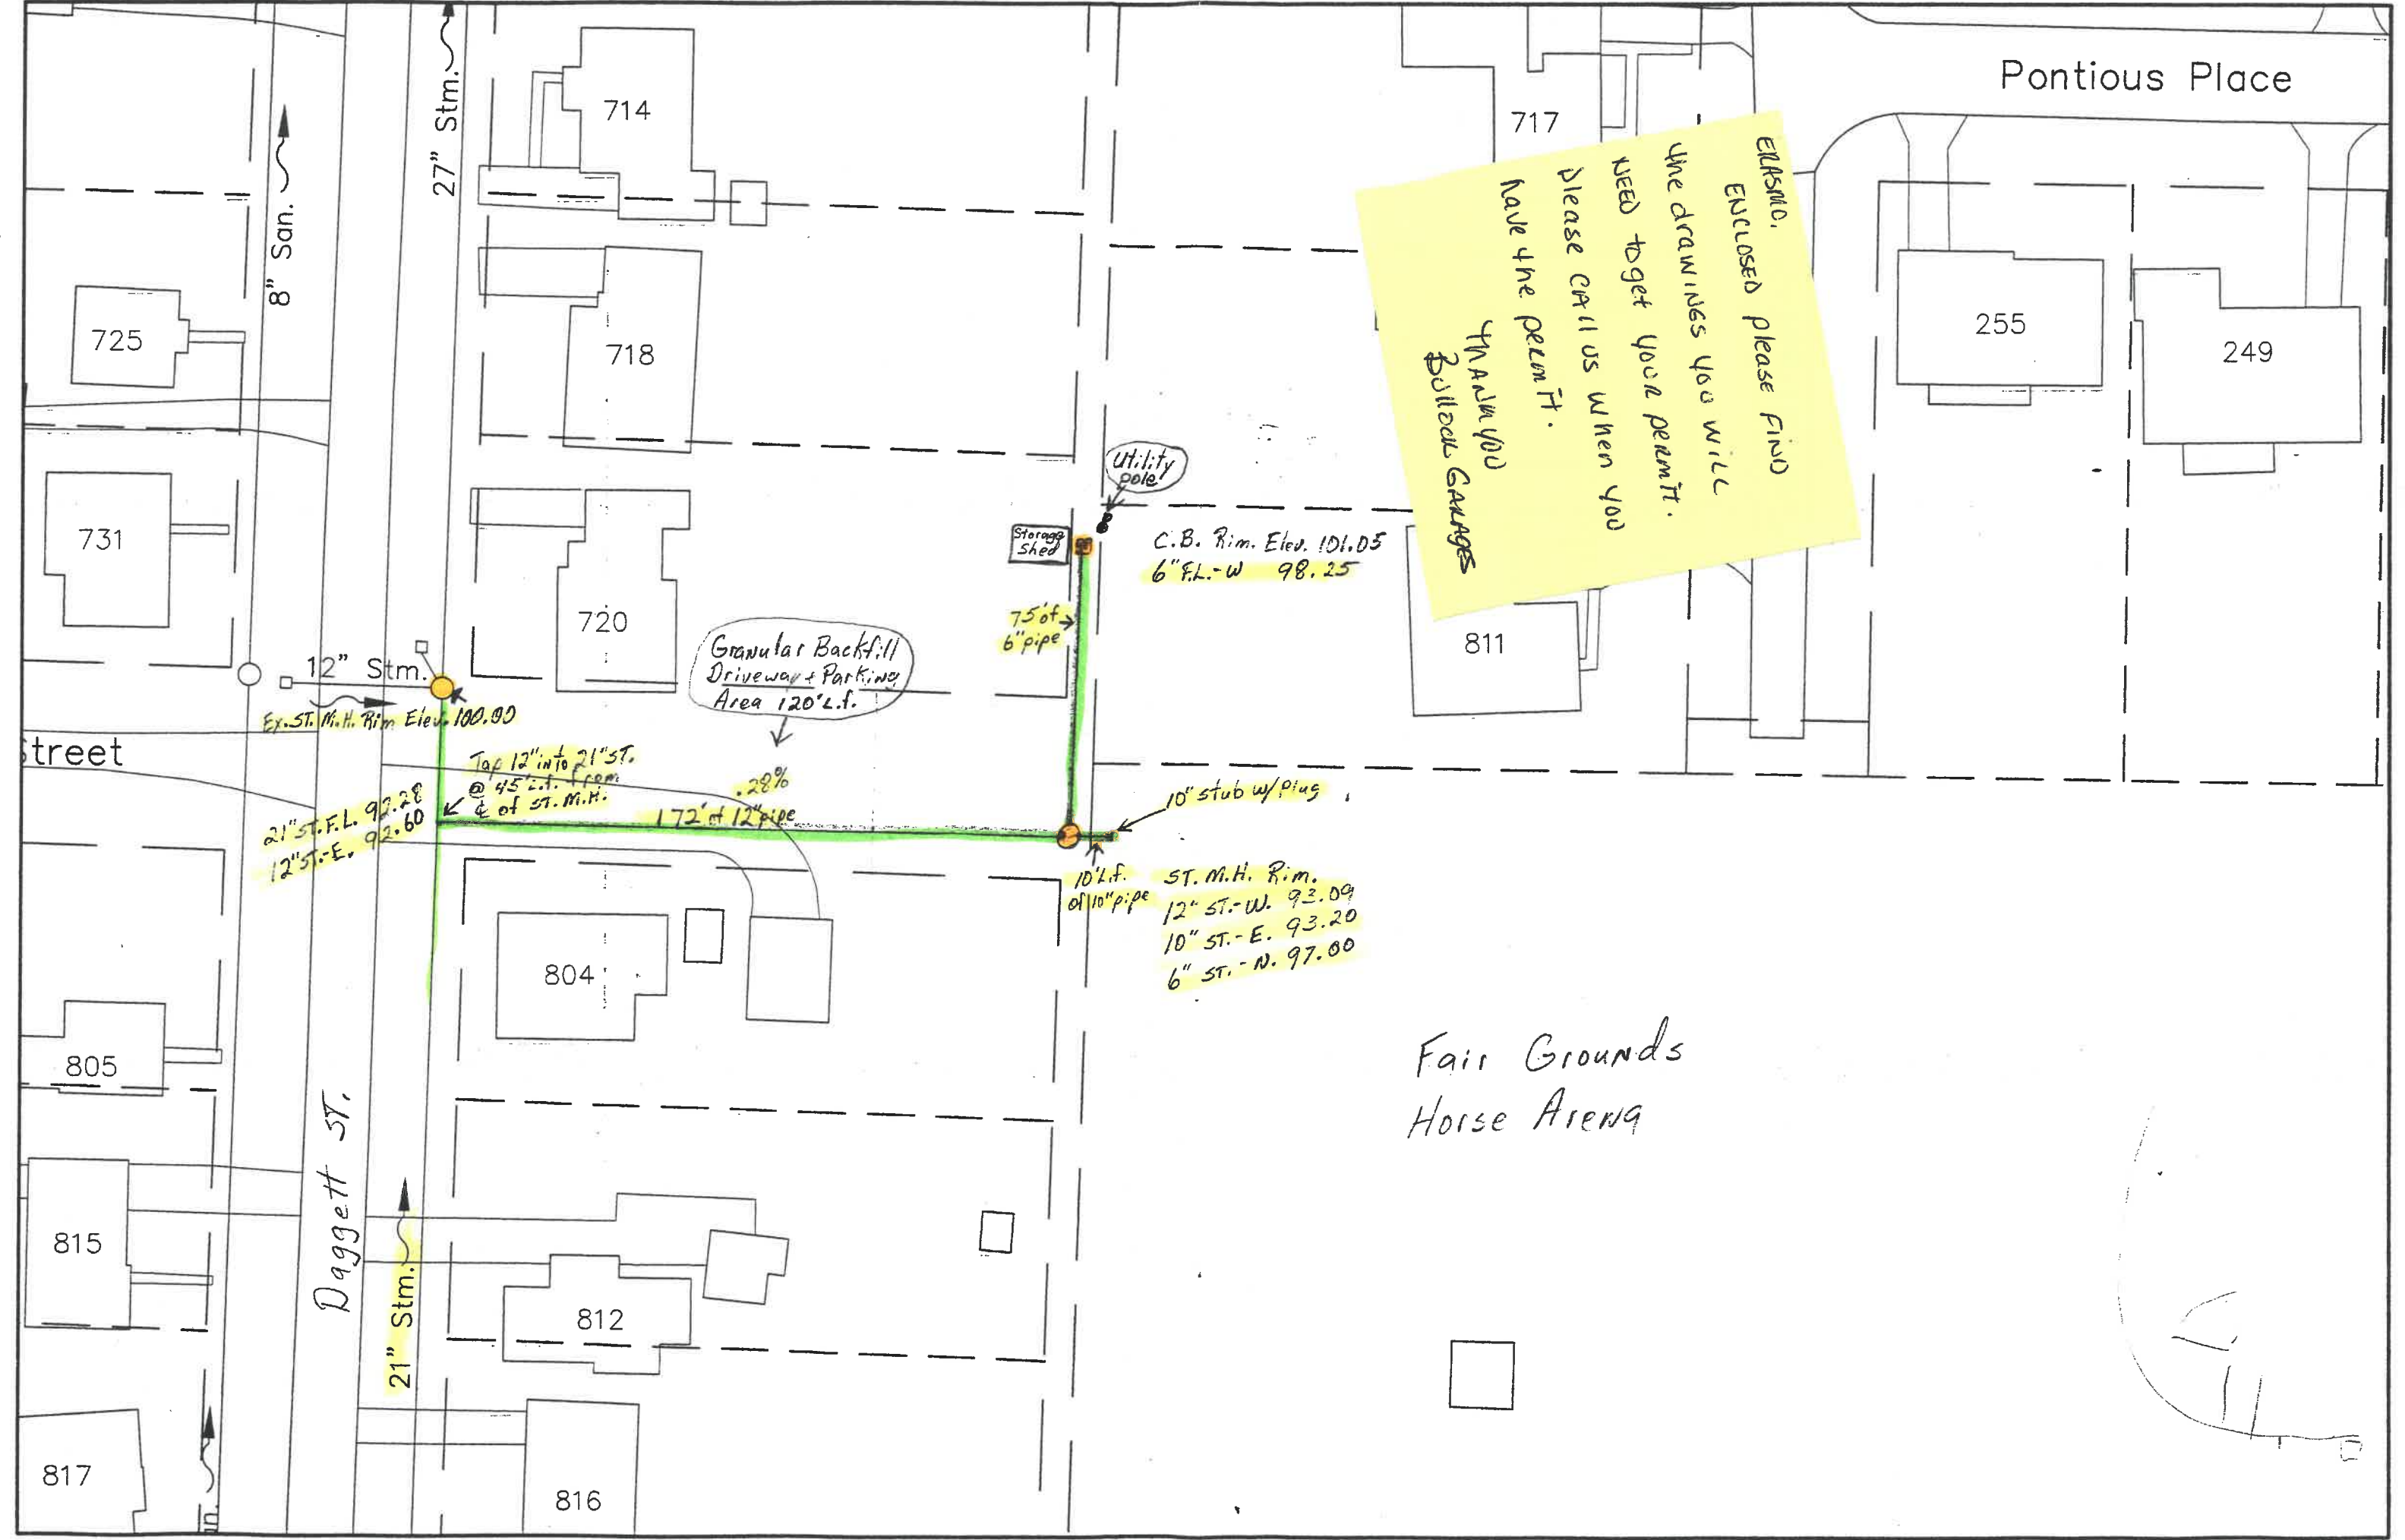 Pontious Place
27" Stm.
8" San.
714
717
ERASMO.
ENCLOSED please FIND
the drawings you will
NEED to get your permit.
please call us when you
have the permit.
Thank you
Bullock GARAGES
725
718
255
249
Utility
pole
731
720
Storage
Shed
C.B. Rim. Elev. 101.05
6" F.L.-W 98.25
75' of
6" pipe
811
Granular Backfill
Driveway + Parking
Area 120' L.f.
12" Stm.
Ex. ST. M.H. Rim Elev. 100.00
treet
Tap 12" into 21" ST.
@ 45' L.f. from
℄ of ST. M.H.
.28%
172' of 12" pipe
21" ST. F.L. 92.28
12" ST.-E. 92.60
10" stub w/ Plug
10' L.f.
of 10" pipe
ST. M.H. Rim.
12" ST.-W. 93.09
10" ST.-E. 93.20
6" ST.-N. 97.00
804
805
Fair Grounds
Horse Arena
Daggett ST.
815
21" Stm.
812
817
816
an.